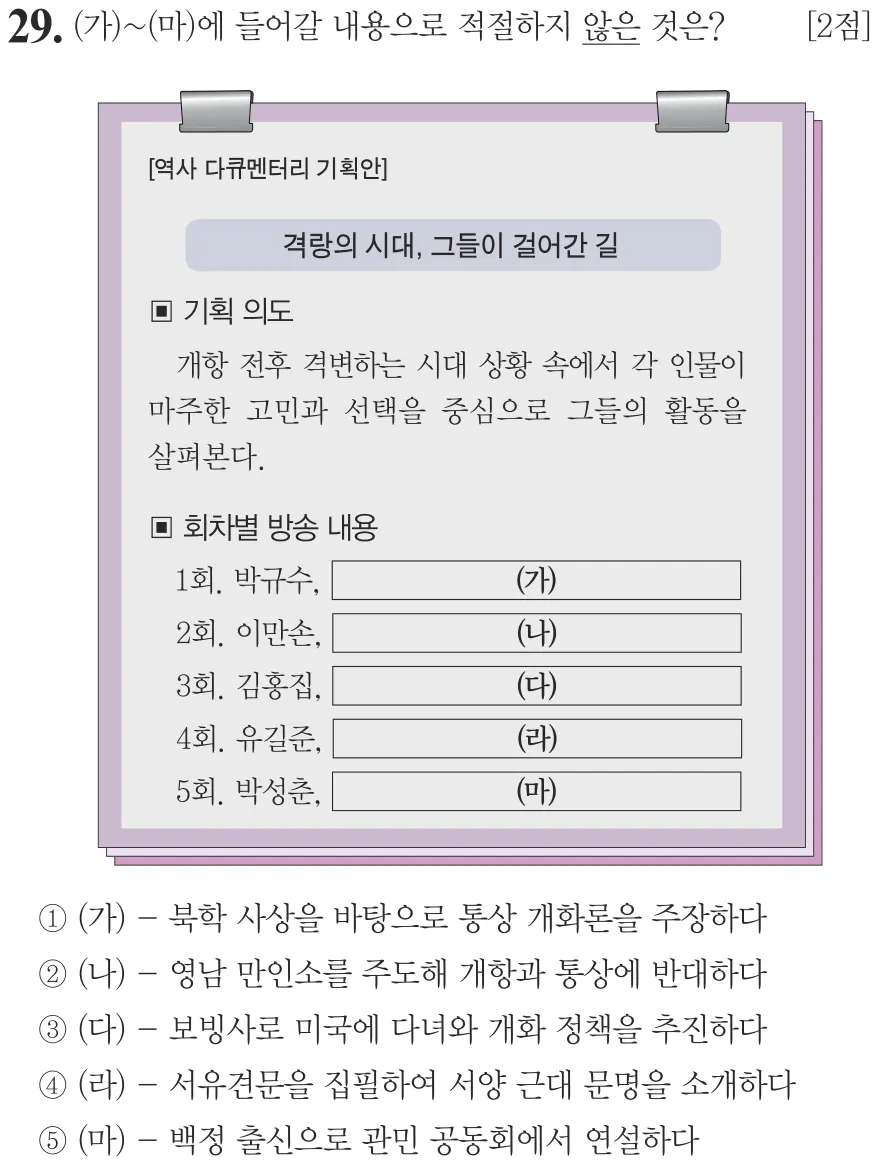 29. (가)~(마)에 들어갈 내용으로 적절하지 않은 것은? [2점]
[역사 다큐멘터리 기획안]
격랑의 시대, 그들이 걸어간 길
▣ 기획 의도
개항 전후 격변하는 시대 상황 속에서 각 인물이
마주한 고민과 선택을 중심으로 그들의 활동을
살펴본다.
▣ 회차별 방송 내용
1회. 박규수, (가)
2회. 이만손, (나)
3회. 김홍집, (다)
4회. 유길준, (라)
5회. 박성춘, (마)
① (가) - 북학 사상을 바탕으로 통상 개화론을 주장하다
② (나) - 영남 만인소를 주도해 개항과 통상에 반대하다
③ (다) - 보빙사로 미국에 다녀와 개화 정책을 추진하다
④ (라) - 서유견문을 집필하여 서양 근대 문명을 소개하다
⑤ (마) - 백정 출신으로 관민 공동회에서 연설하다